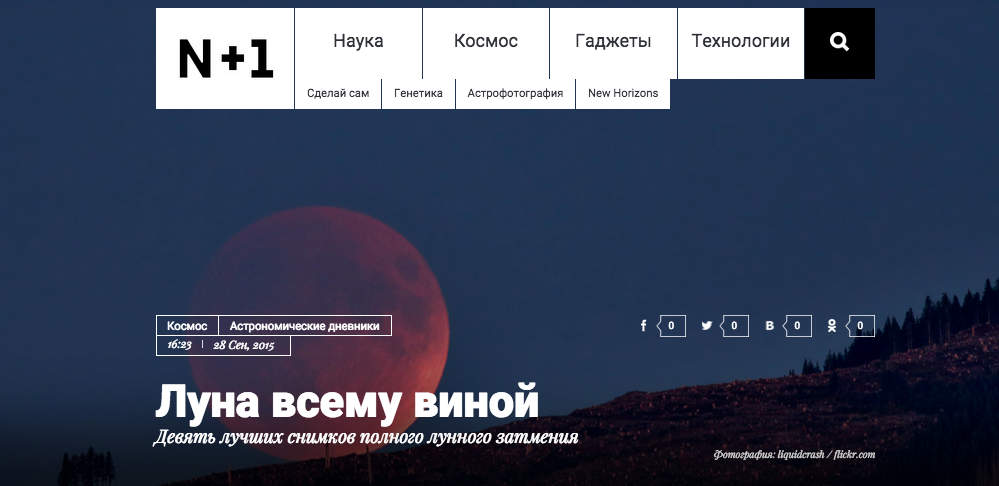 N+1
Наука Космос Гаджеты Технологии
Сделай сам Генетика Астрофотография New Horizons
Космос Астрономические дневники
16:23 | 28 Сен, 2015
f 0 0 B 0 0
Луна всему виной
Девять лучших снимков полного лунного затмения
Фотография: liquidcrash / flickr.com